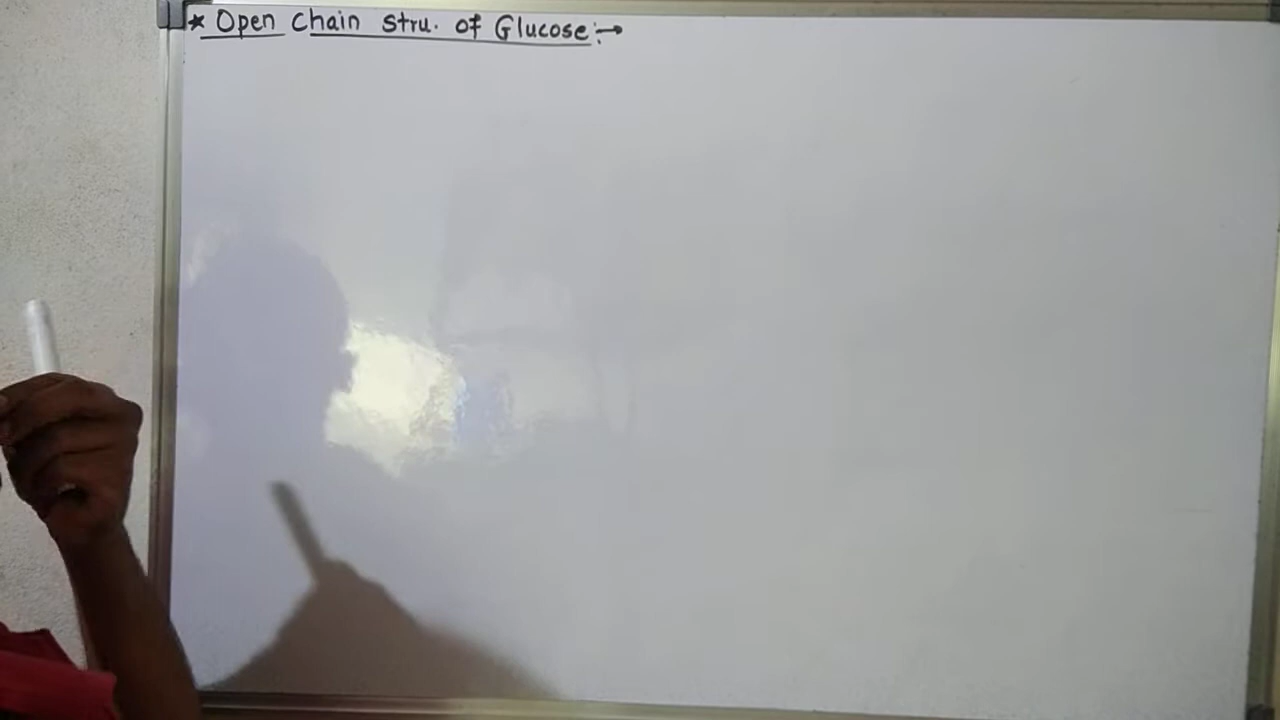 * Open Chain Stru. of Glucose:→